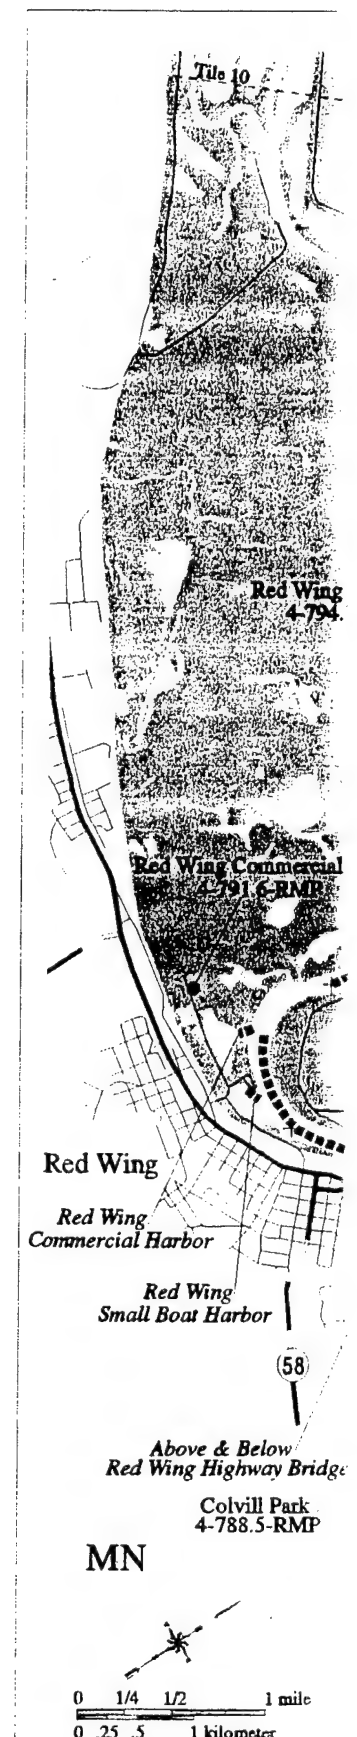 Tile 10
Red Wing
4-794.
Red Wing Commercial
4-791.6-RMP
Red Wing
Red Wing
Commercial Harbor
Red Wing
Small Boat Harbor
58
Above & Below
Red Wing Highway Bridge
Colvill Park
4-788.5-RMP
MN
0 1/4 1/2 1 mile
0 .25 .5 1 kilometer